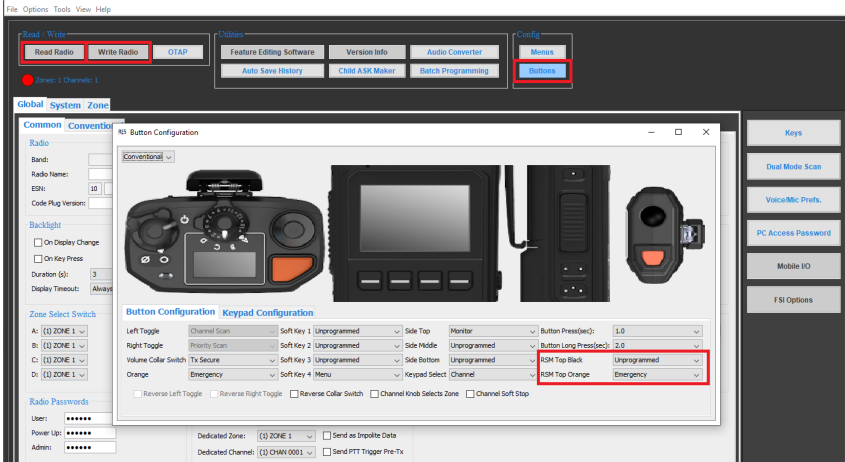 File Options Tools View Help
Read / Write
Utilities
Config
Read Radio Write Radio OTAP Feature Editing Software Version Info Audio Converter Menus
Auto Save History Child ASK Maker Batch Programming Buttons
Zones: 1 Channels: 1
Global System Zone
Common Convention
Button Configuration
Keys
Radio
Conventional
Band:
Radio Name:
Dual Mode Scan
ESN: 10
Code Plug Version:
Voice/Mic Prefs.
Backlight
PC Access Password
On Display Change
On Key Press
Mobile I/O
Duration (s): 3
Display Timeout: Always
FSI Options
Button Configuration Keypad Configuration
Zone Select Switch
Left Toggle Channel Scan Soft Key 1 Unprogrammed Side Top Monitor Button Press(sec): 1.0
A: (1) ZONE 1
Right Toggle Priority Scan Soft Key 2 Unprogrammed Side Middle Unprogrammed Button Long Press(sec): 2.0
B: (1) ZONE 1
Volume Collar Switch Tx Secure Soft Key 3 Unprogrammed Side Bottom Unprogrammed RSM Top Black Unprogrammed
C: (1) ZONE 1
Orange Emergency Soft Key 4 Menu Keypad Select Channel RSM Top Orange Emergency
D: (1) ZONE 1
Reverse Left Toggle Reverse Right Toggle Reverse Collar Switch Channel Knob Selects Zone Channel Soft Stop
Radio Passwords
User: ••••••
Power Up: ••••••
Dedicated Zone: (1) ZONE 1 Send as Impolite Data
Admin: ••••••
Dedicated Channel: (1) CHAN 0001 Send PTT Trigger Pre-Tx